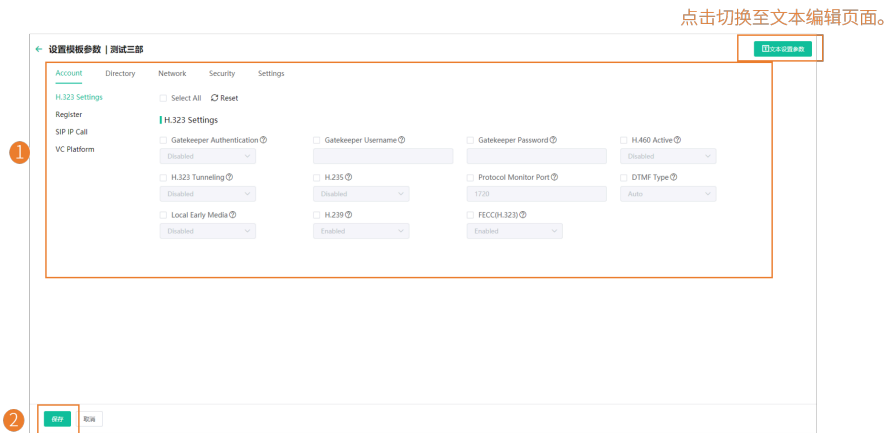 点击切换至文本编辑页面。
← 设置模板参数 | 测试三部
文本设置参数
Account Directory Network Security Settings
H.323 Settings
Register
SIP IP Call
VC Platform
Select All Reset
H.323 Settings
Gatekeeper Authentication Gatekeeper Username Gatekeeper Password H.460 Active
Disabled Disabled
H.323 Tunneling H.235 Protocol Monitor Port DTMF Type
Disabled Disabled 1720 Auto
Local Early Media H.239 FECC(H.323)
Disabled Enabled Enabled
1
2
保存 取消